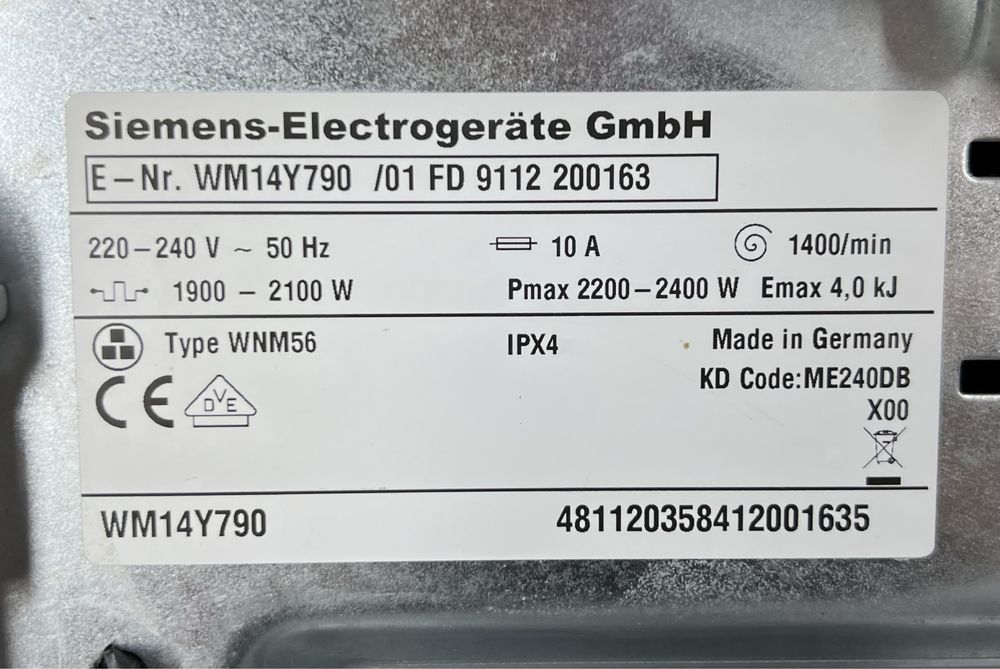 Siemens-Electrogeräte GmbH
E-Nr. WM14Y790 /01 FD 9112 200163
220-240 V ~ 50 Hz 10 A 1400/min
1900 - 2100 W Pmax 2200-2400 W Emax 4,0 kJ
Type WNM56 IPX4 Made in Germany
KD Code:ME240DB
CE DVE X00
WM14Y790 481120358412001635